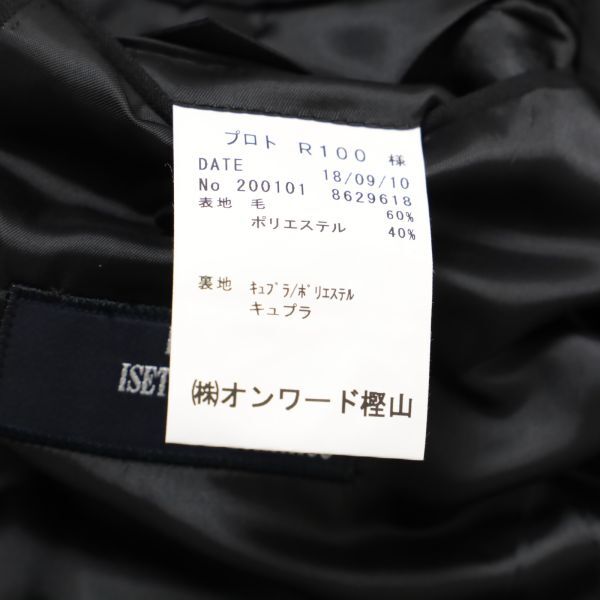 プロト R100 様
DATE 18/09/10
No 200101 8629618
表地 毛 60%
ポリエステル 40%
裏地 ｷｭﾌﾟﾗ/ﾎﾟﾘｴｽﾃﾙ
キュプラ
㈱オンワード樫山
ISET